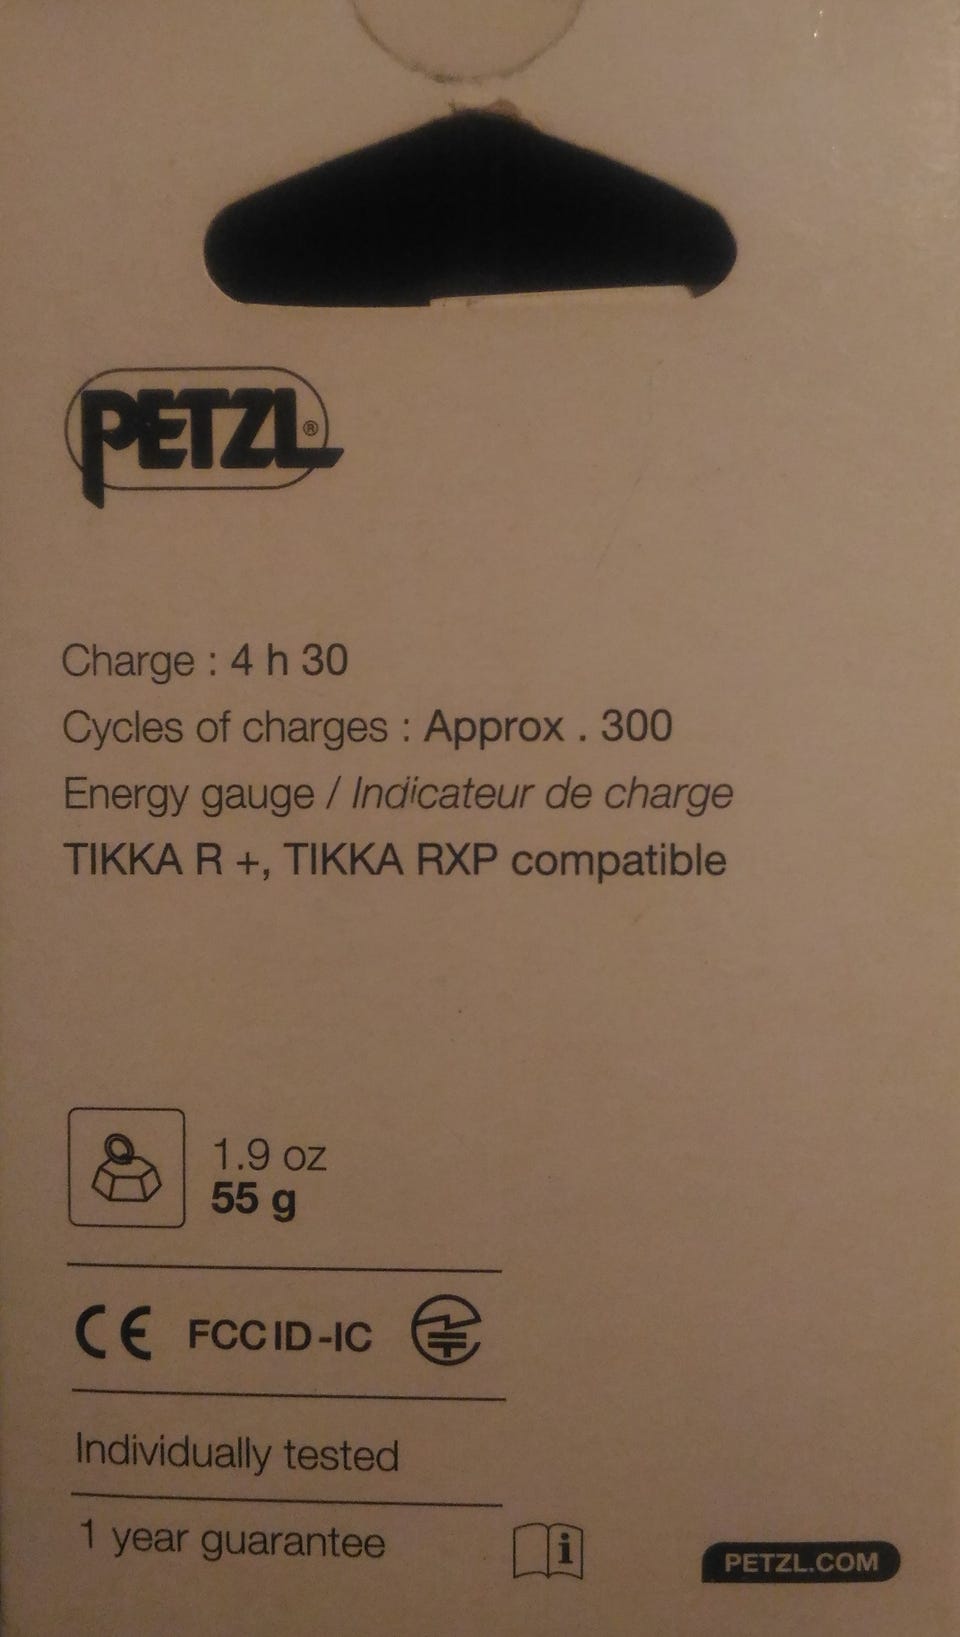 PETZL®
Charge : 4 h 30
Cycles of charges : Approx . 300
Energy gauge / Indicateur de charge
TIKKA R +, TIKKA RXP compatible
1.9 oz
55 g
CE FCC ID -IC
Individually tested
1 year guarantee
i
PETZL.COM